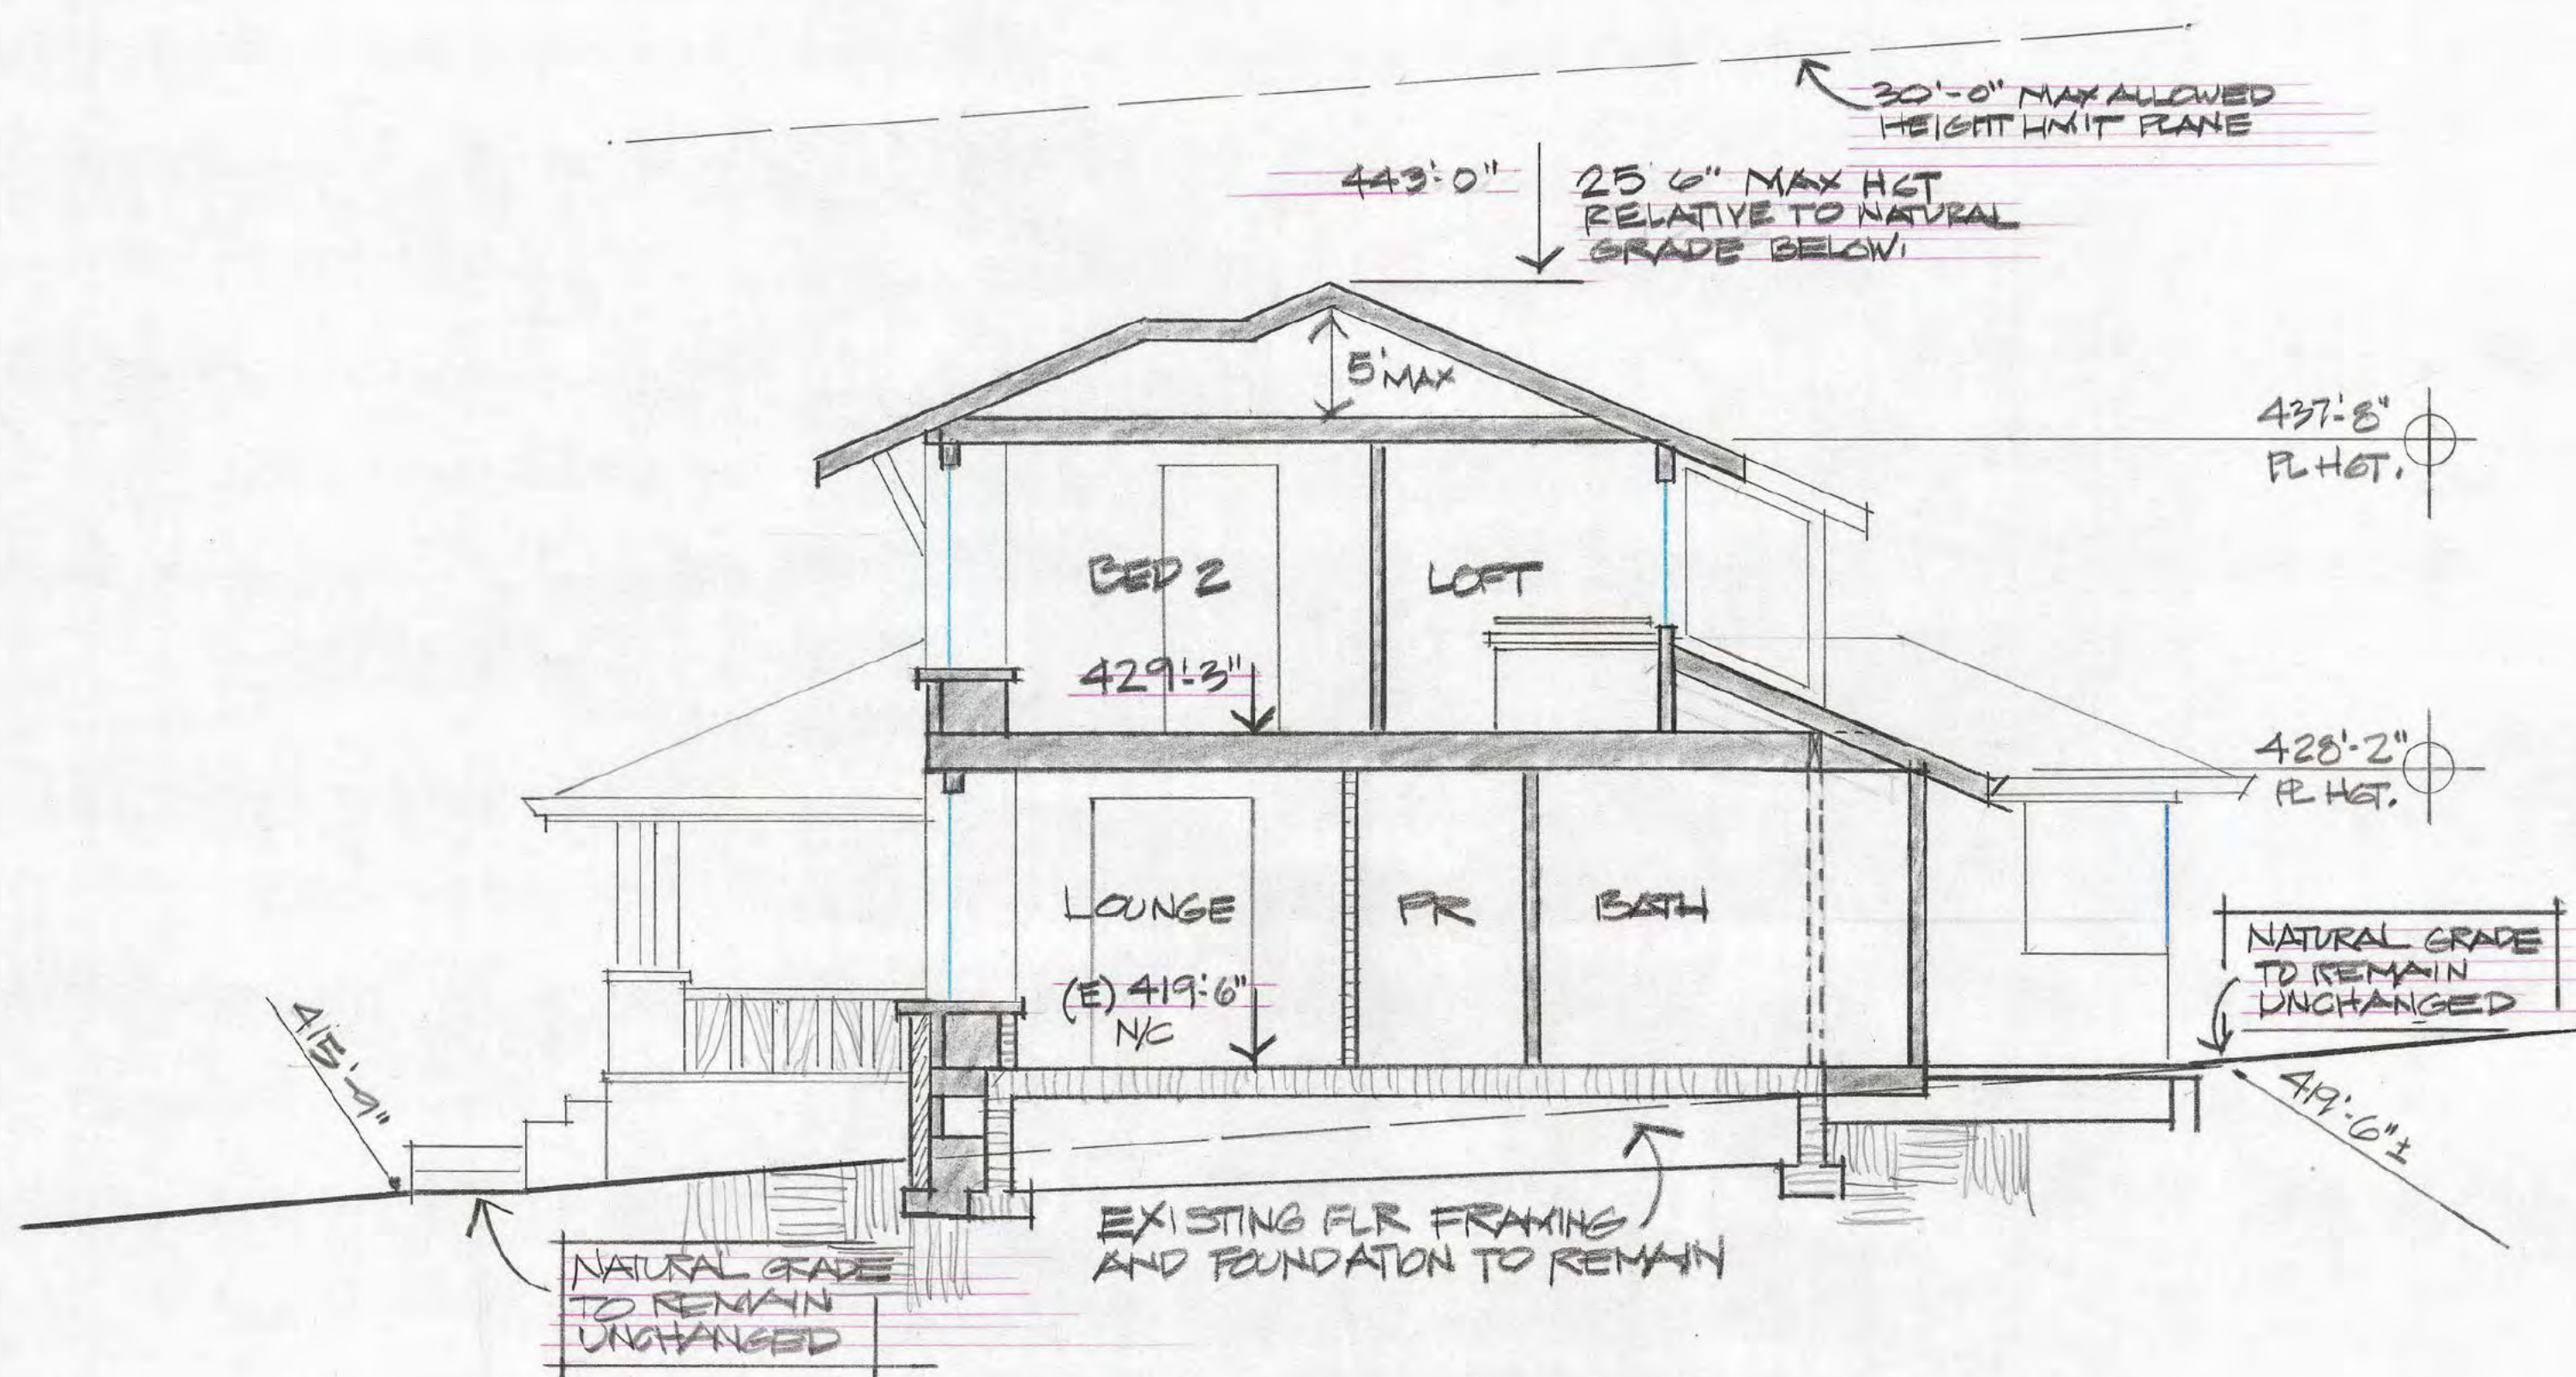 30'-0" MAX ALLOWED
HEIGHT LIMIT PLANE
443'-0"
25'6" MAX HGT
RELATIVE TO NATURAL
GRADE BELOW.
5' MAX
437'-8"
PL HGT.
BED 2
LOFT
429'-3"
428'-2"
PL HGT.
LOUNGE
PR
BATH
(E) 419'-6"
N/C
NATURAL GRADE
TO REMAIN
UNCHANGED
415'-9"
419'-6"±
EXISTING FLR FRAMING
AND FOUNDATION TO REMAIN
NATURAL GRADE
TO REMAIN
UNCHANGED